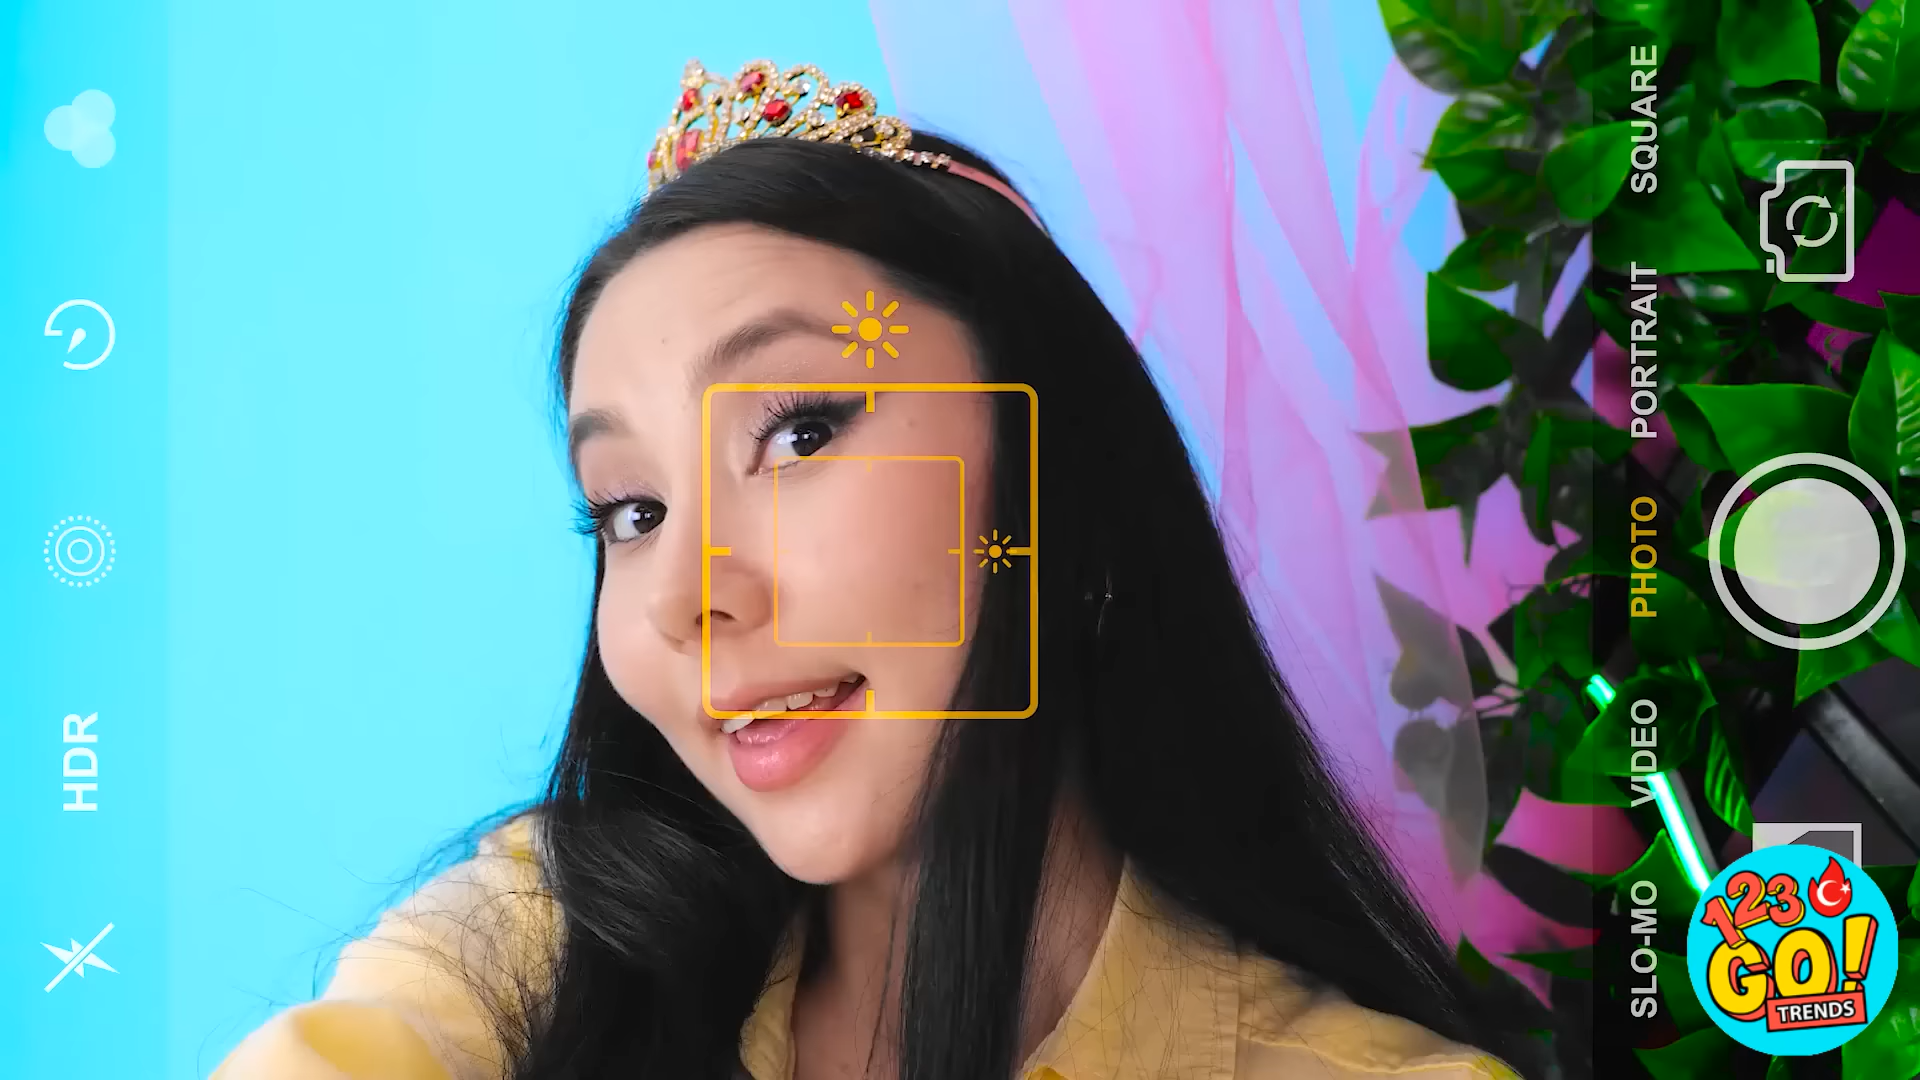 HDR
SQUARE
PORTRAIT
PHOTO
VIDEO
SLO-MO
123
GO!
TRENDS